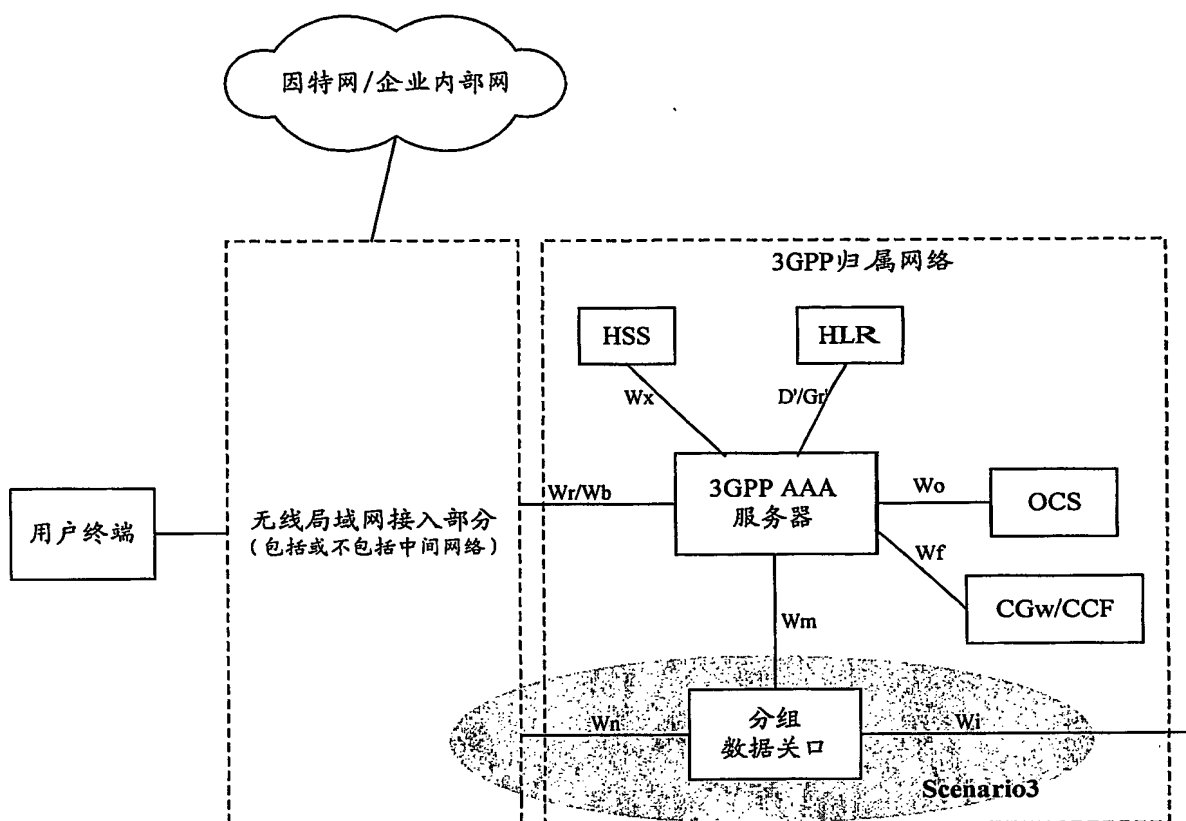 因特网/企业内部网
3GPP归属网络
HSS
HLR
Wx
D'/Gr'
用户终端
无线局域网接入部分
(包括或不包括中间网络)
Wr/Wb
3GPP AAA
服务器
Wo
OCS
Wf
CGw/CCF
Wm
Wn
分组
数据关口
Wi
Scenario3